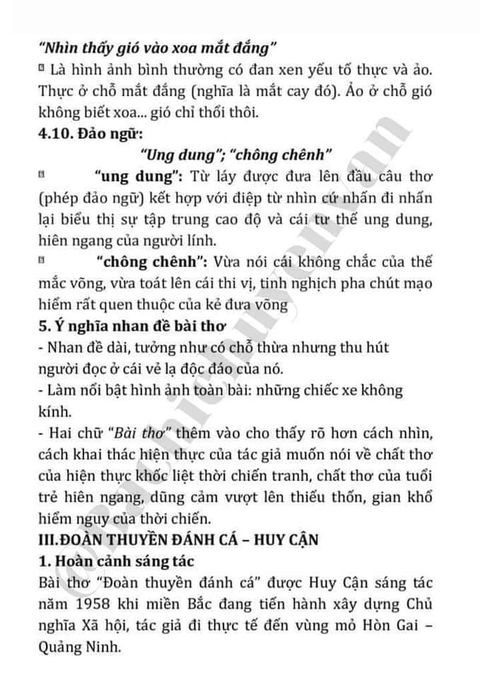 “Nhìn thấy gió vào xoa mắt đắng”
Là hình ảnh bình thường có đan xen yếu tố thực và ảo.
Thực ở chỗ mắt đắng (nghĩa là mắt cay đó). Ảo ở chỗ gió
không biết xoa... gió chỉ thổi thôi.
4.10. Đảo ngữ:
“Ung dung”; “chông chênh”
“ung dung”: Từ láy được đưa lên đầu câu thơ
(phép đảo ngữ) kết hợp với điệp từ nhìn cứ nhấn đi nhấn
lại biểu thị sự tập trung cao độ và cái tư thế ung dung,
hiên ngang của người lính.
“chông chênh”: Vừa nói cái không chắc của thế
mắc võng, vừa toát lên cái thi vị, tinh nghịch pha chút mạo
hiểm rất quen thuộc của kẻ đưa võng
5. Ý nghĩa nhan đề bài thơ
- Nhan đề dài, tưởng như có chỗ thừa nhưng thu hút
người đọc ở cái vẻ lạ độc đáo của nó.
- Làm nổi bật hình ảnh toàn bài: những chiếc xe không
kính.
- Hai chữ “Bài thơ” thêm vào cho thấy rõ hơn cách nhìn,
cách khai thác hiện thực của tác giả muốn nói về chất thơ
của hiện thực khốc liệt thời chiến tranh, chất thơ của tuổi
trẻ hiên ngang, dũng cảm vượt lên thiếu thốn, gian khổ
hiểm nguy của thời chiến.
III.ĐOÀN THUYỀN ĐÁNH CÁ – HUY CẬN
1. Hoàn cảnh sáng tác
Bài thơ “Đoàn thuyền đánh cá” được Huy Cận sáng tác
năm 1958 khi miền Bắc đang tiến hành xây dựng Chủ
nghĩa Xã hội, tác giả đi thực tế đến vùng mỏ Hòn Gai –
Quảng Ninh.